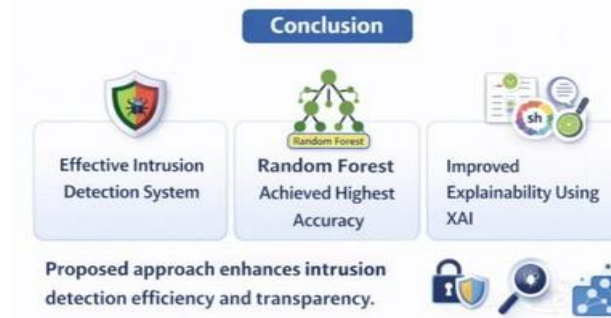 Conclusion
Effective Intrusion
Detection System
Random Forest
Random Forest
Achieved Highest
Accuracy
sh
Improved
Explainability Using
XAI
Proposed approach enhances intrusion
detection efficiency and transparency.